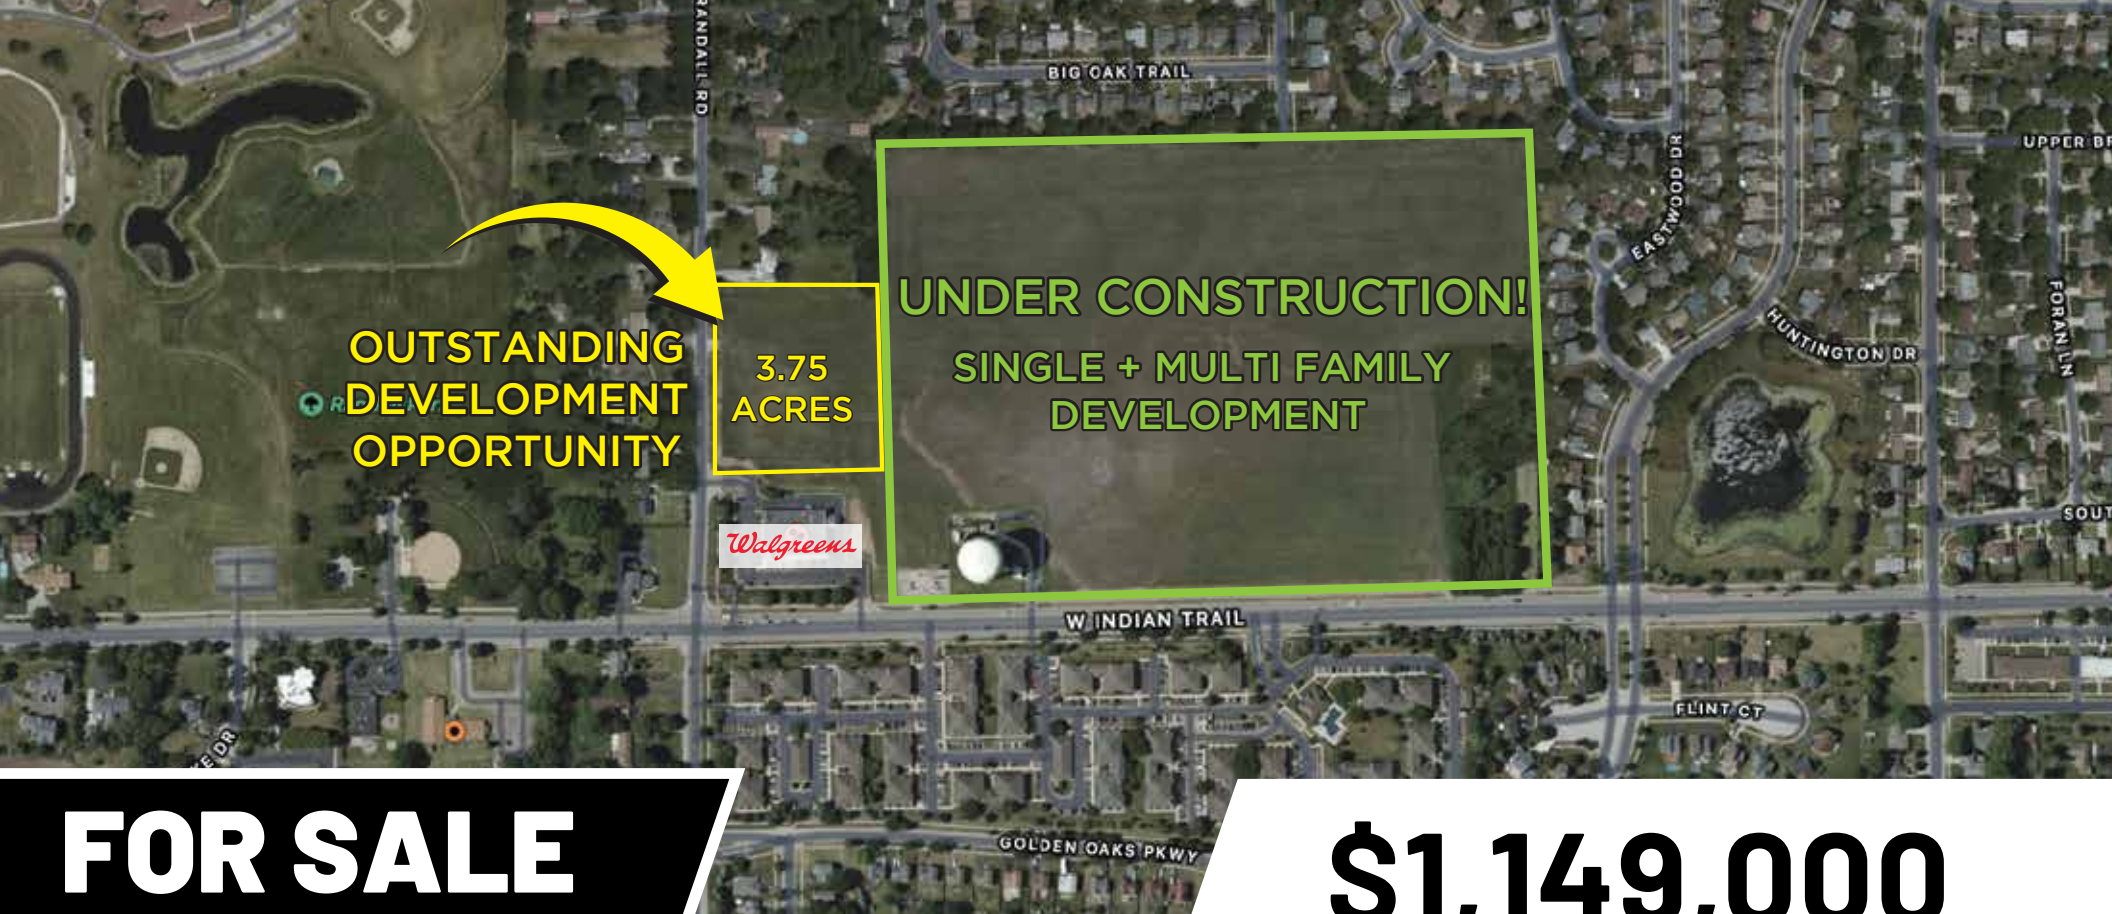 RANDALL RD
BIG OAK TRAIL
EASTWOOD DR
UPPER BR
UNDER CONSTRUCTION!
SINGLE + MULTI FAMILY
DEVELOPMENT
OUTSTANDING
DEVELOPMENT
OPPORTUNITY
3.75
ACRES
HUNTINGTON DR
FORAN LN
Walgreens
SOUT
W INDIAN TRAIL
FLINT CT
KE DR
GOLDEN OAKS PKWY
FOR SALE
$1,149,000